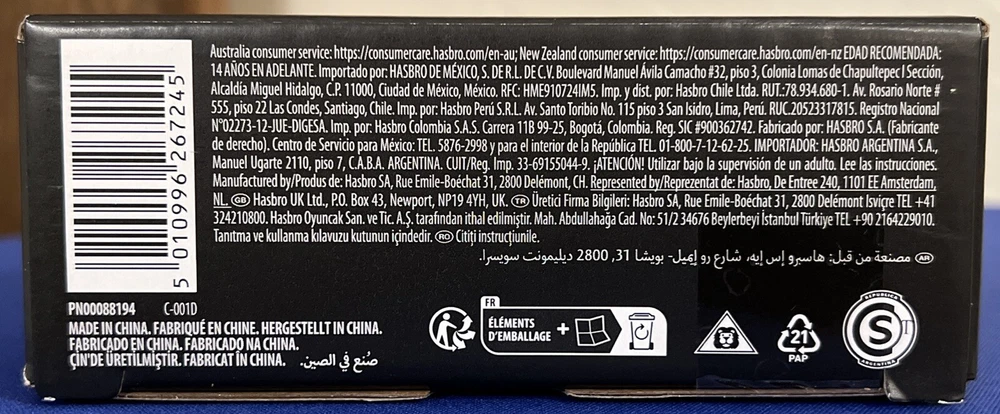 Australia consumer service: https://consumercare.hasbro.com/en-au; New Zealand consumer service: https://consumercare.hasbro.com/en-nz EDAD RECOMENDADA:
14 AÑOS EN ADELANTE. Importado por: HASBRO DE MÉXICO, S. DE R.L. DE C.V. Boulevard Manuel Ávila Camacho #32, piso 3, Colonia Lomas de Chapultepec I Sección,
Alcaldía Miguel Hidalgo, C.P. 11000, Ciudad de México, México. RFC: HME910724IM5. Imp. y dist. por: Hasbro Chile Ltda. RUT.:78.934.680-1. Av. Rosario Norte #
555, piso 22 Las Condes, Santiago, Chile. Imp. por: Hasbro Perú S.R.L. Av. Santo Toribio No. 115 piso 3 San Isidro, Lima, Perú. RUC.20523317815. Registro Nacional
N°02273-12-JUE-DIGESA. Imp. por: Hasbro Colombia S.A.S. Carrera 11B 99-25, Bogotá, Colombia. Reg. SIC #900362742. Fabricado por: HASBRO S.A. (Fabricante
de derecho). Centro de Servicio para México: TEL. 5876-2998 y para el interior de la República TEL. 01-800-7-12-62-25. IMPORTADOR: HASBRO ARGENTINA S.A.,
Manuel Ugarte 2110, piso 7, C.A.B.A. ARGENTINA. CUIT/Reg. Imp. 33-69155044-9. ¡ATENCIÓN! Utilizar bajo la supervisión de un adulto. Lee las instrucciones.
Manufactured by/Produs de: Hasbro SA, Rue Emile-Boéchat 31, 2800 Delémont, CH. Represented by/Reprezentat de: Hasbro, De Entree 240, 1101 EE Amsterdam,
NL. GB Hasbro UK Ltd., P.O. Box 43, Newport, NP19 4YH, UK. TR Üretici Firma Bilgileri: Hasbro SA, Rue Emile-Boéchat 31, 2800 Delémont İsviçre TEL +41
324210800. Hasbro Oyuncak San. ve Tic. A.Ş. tarafından ithal edilmiştir. Mah. Abdullahağa Cad. No: 51/2 34676 Beylerbeyi İstanbul Türkiye TEL +90 2164229010.
Tanıtma ve kullanma kılavuzu kutunun içindedir. RO Citiți instrucțiunile.
AR مصنعة من قبل: هاسبرو إس إيه، شارع رو إيميل- بويشا 31, 2800 ديليمونت سويسرا.
5 010996 267245
PN00088194 C-001D
MADE IN CHINA. FABRIQUÉ EN CHINE. HERGESTELLT IN CHINA.
FABRICADO EN CHINA. FABRICADO NA CHINA.
ÇİN'DE ÜRETİLMİŞTİR. FABRICAT ÎN CHINA. صُنع في الصين.
FR
ÉLÉMENTS
D'EMBALLAGE +
21
PAP
REPUBLICA
S
ARGENTINA